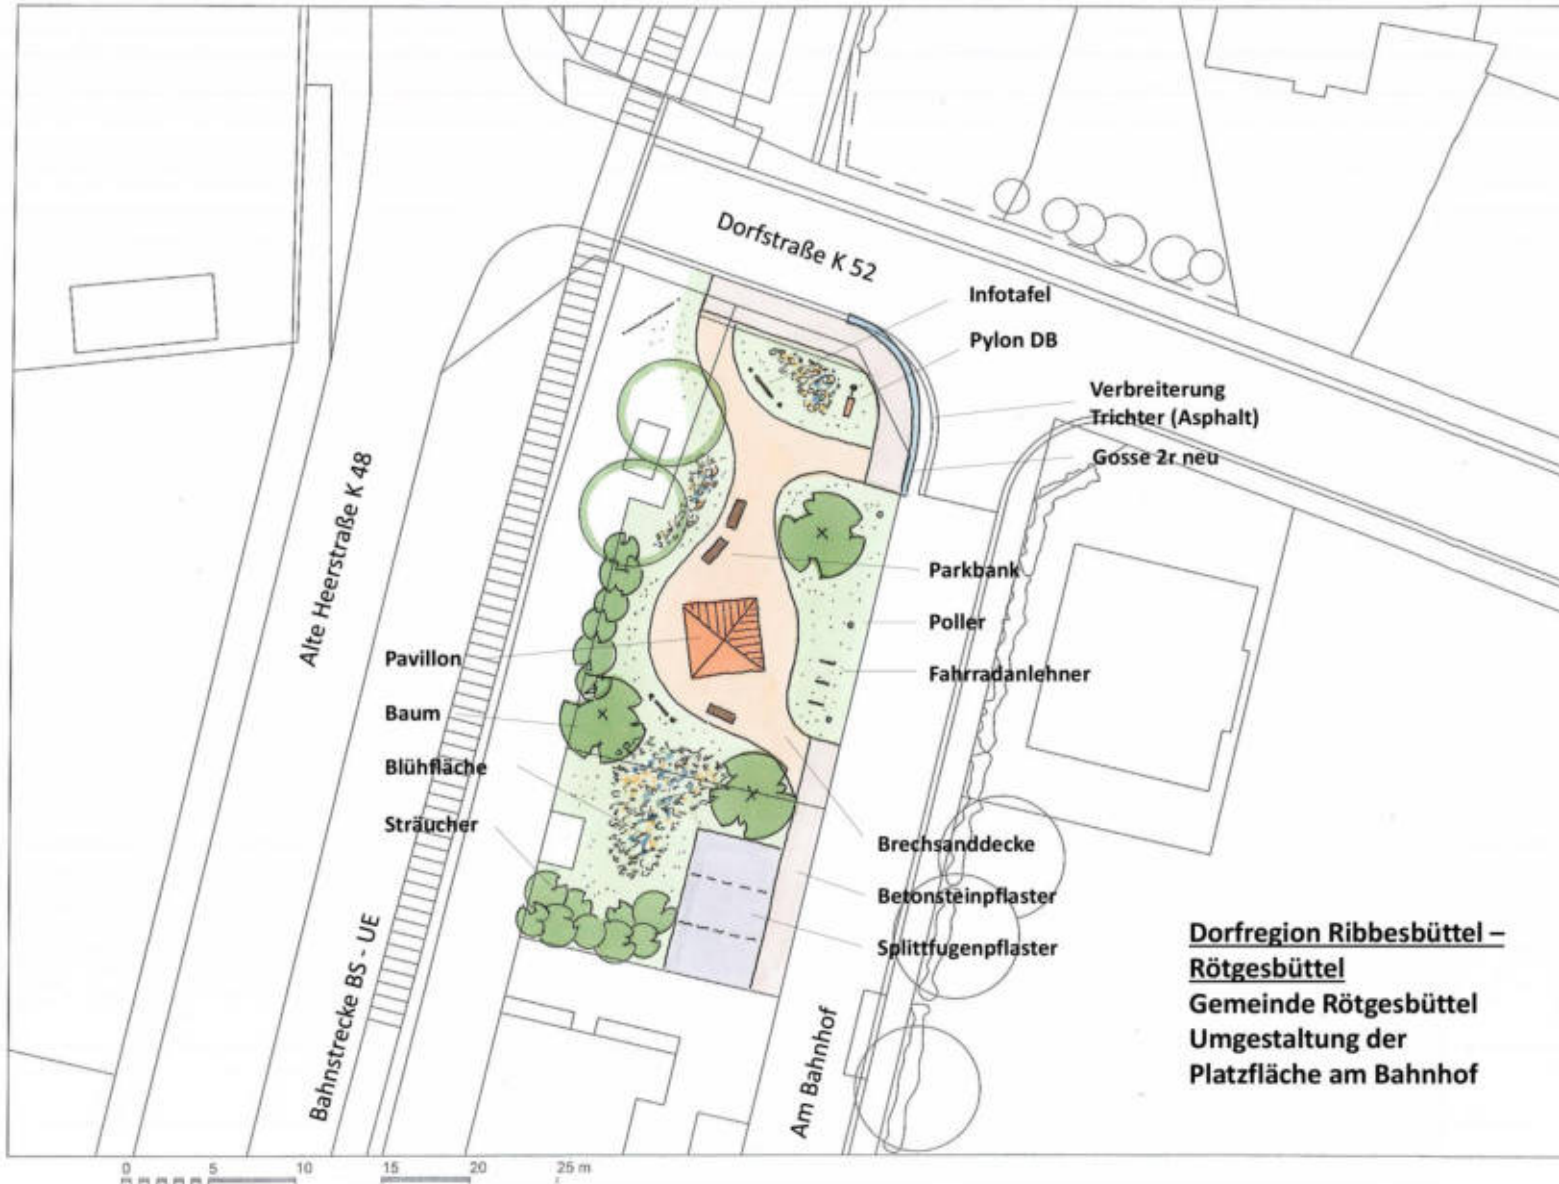 Dorfstraße K 52
Infotafel
Pylon DB
Verbreiterung
Trichter (Asphalt)
Gosse 2r neu
Alte Heerstraße K 48
Parkbank
Poller
Fahrradanlehner
Pavillon
Baum
Blühfläche
Sträucher
Brechsanddecke
Betonsteinpflaster
Splittfugenpflaster
Bahnstrecke BS - UE
Am Bahnhof
Dorfregion Ribbesbüttel –
Rötgesbüttel
Gemeinde Rötgesbüttel
Umgestaltung der
Platzfläche am Bahnhof
0 5 10 15 20 25 m